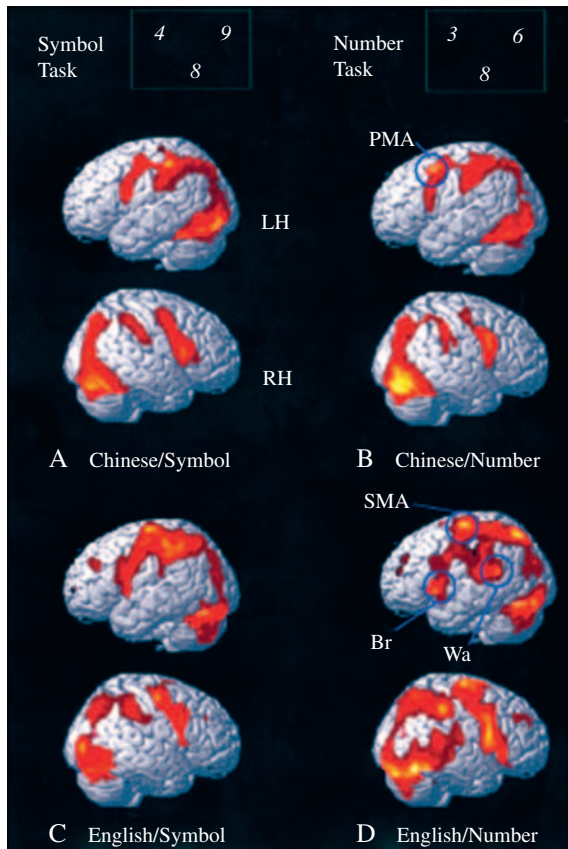 Symbol
Task
4 9
8
Number
Task
3 6
8
PMA
LH
RH
A Chinese/Symbol
B Chinese/Number
SMA
Br
Wa
C English/Symbol
D English/Number